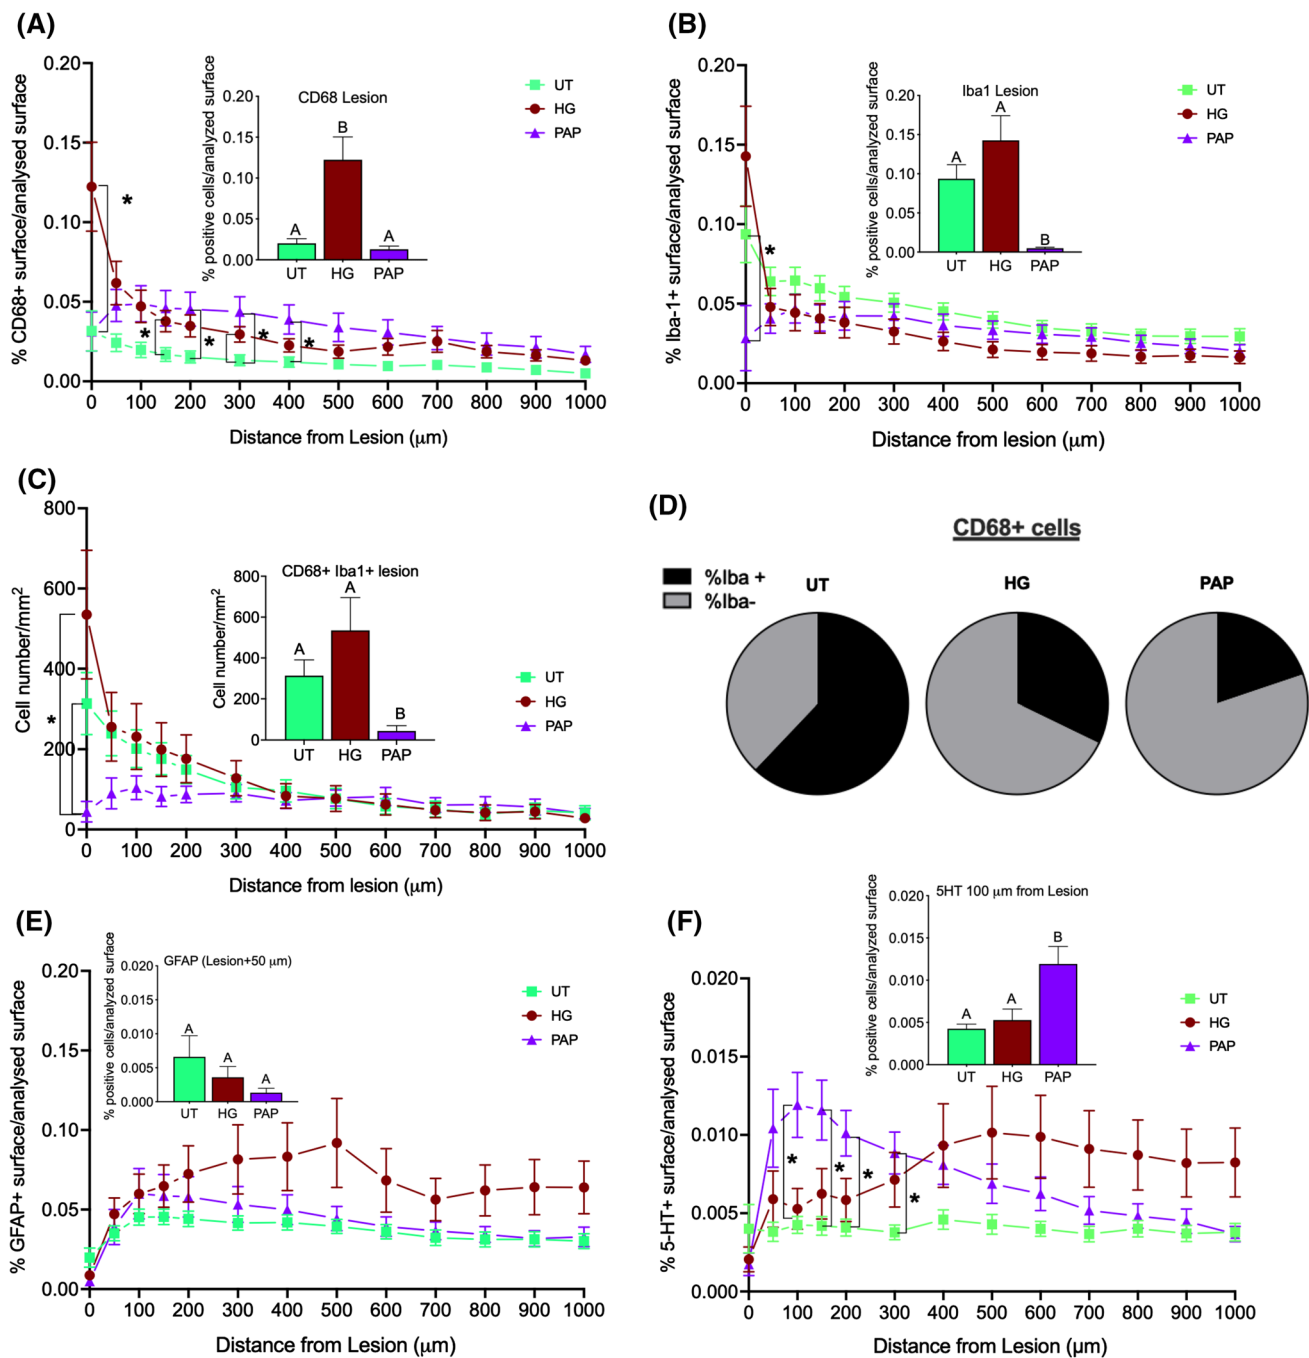 (A)
% CD68+ surface/analysed surface
0.20
0.15
0.10
0.05
0.00
0 100 200 300 400 500 600 700 800 900 1000
Distance from Lesion (μm)
UT
HG
PAP
*
*
*
*
*
CD68 Lesion
% positive cells/analyzed surface
0.20
0.15
0.10
0.05
0.00
A
B
A
UT HG PAP
(B)
% Iba-1+ surface/analysed surface
0.20
0.15
0.10
0.05
0.00
0 100 200 300 400 500 600 700 800 900 1000
Distance from lesion (μm)
UT
HG
PAP
*
Iba1 Lesion
% positive cells/analyzed surface
0.20
0.15
0.10
0.05
0.00
A
A
B
UT HG PAP
(C)
Cell number/mm2
800
600
400
200
0
0 100 200 300 400 500 600 700 800 900 1000
Distance from lesion (μm)
UT
HG
PAP
*
CD68+ Iba1+ lesion
Cell number/mm2
800
600
400
200
0
A
A
B
UT HG PAP
(D)
CD68+ cells
%Iba +
%Iba-
UT HG PAP
(E)
% GFAP+ surface/analysed surface
0.20
0.15
0.10
0.05
0.00
0 100 200 300 400 500 600 700 800 900 1000
Distance from Lesion (μm)
UT
HG
PAP
GFAP (Lesion+50 μm)
% positive cells/analyzed surface
0.020
0.015
0.010
0.005
0.000
A
A
A
UT HG PAP
(F)
% 5-HT+ surface/analysed surface
0.020
0.015
0.010
0.005
0.000
0 100 200 300 400 500 600 700 800 900 1000
Distance from Lesion (μm)
UT
HG
PAP
*
*
*
*
5HT 100 μm from Lesion
% positive cells/analyzed surface
0.020
0.015
0.010
0.005
0.000
A
A
B
UT HG PAP